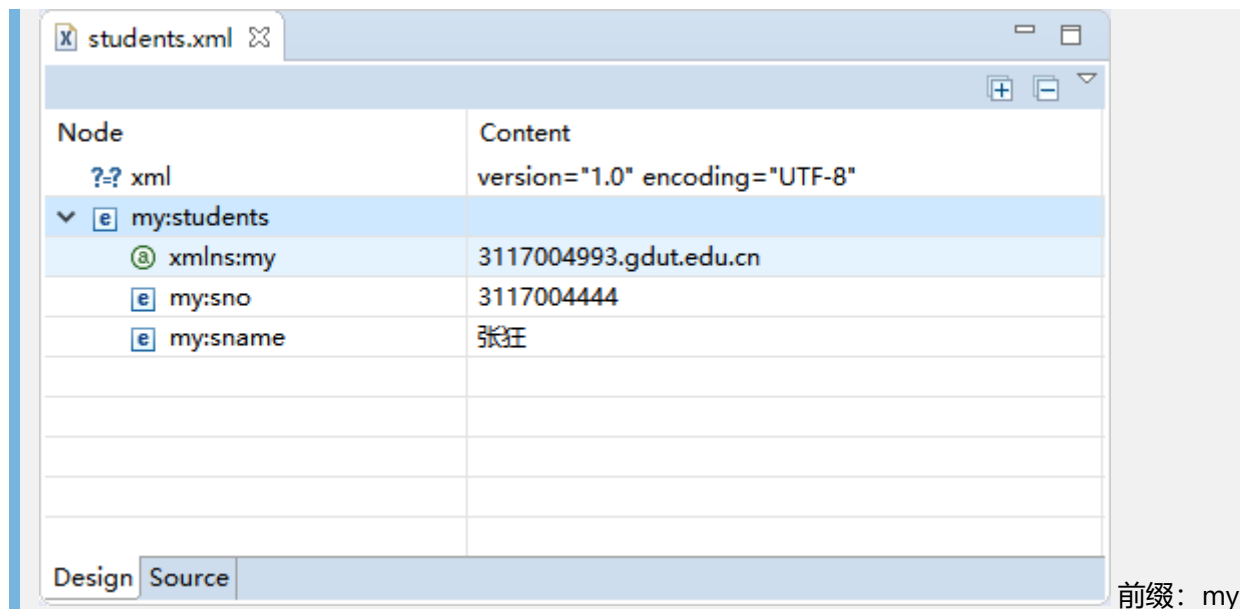 students.xml
Node Content
?=? xml version="1.0" encoding="UTF-8"
e my:students
a xmlns:my 3117004993.gdut.edu.cn
e my:sno 3117004444
e my:sname 张狂
Design Source
前缀：my